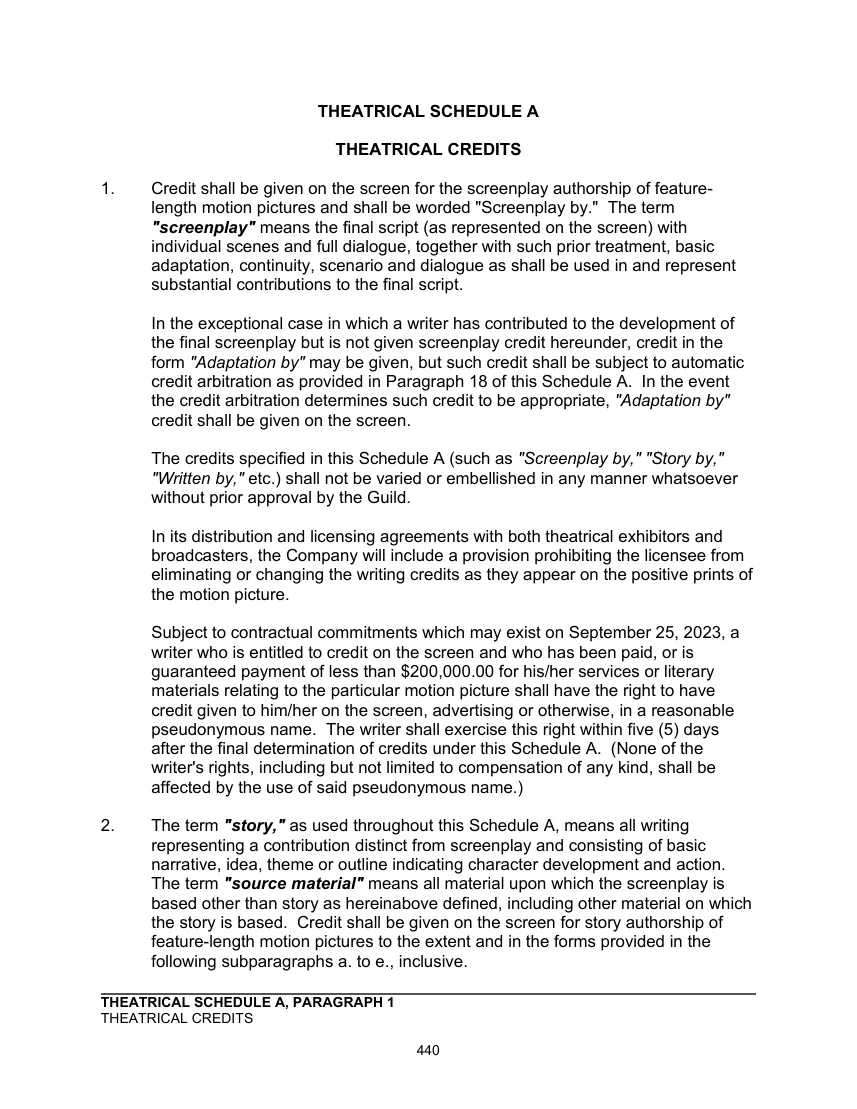 THEATRICAL SCHEDULE A
THEATRICAL CREDITS
1. Credit shall be given on the screen for the screenplay authorship of feature-
length motion pictures and shall be worded "Screenplay by."  The term
"screenplay" means the final script (as represented on the screen) with
individual scenes and full dialogue, together with such prior treatment, basic
adaptation, continuity, scenario and dialogue as shall be used in and represent
substantial contributions to the final script.
In the exceptional case in which a writer has contributed to the development of
the final screenplay but is not given screenplay credit hereunder, credit in the
form "Adaptation by" may be given, but such credit shall be subject to automatic
credit arbitration as provided in Paragraph 18 of this Schedule A.  In the event
the credit arbitration determines such credit to be appropriate, "Adaptation by"
credit shall be given on the screen.
The credits specified in this Schedule A (such as "Screenplay by," "Story by,"
"Written by," etc.) shall not be varied or embellished in any manner whatsoever
without prior approval by the Guild.
In its distribution and licensing agreements with both theatrical exhibitors and
broadcasters, the Company will include a provision prohibiting the licensee from
eliminating or changing the writing credits as they appear on the positive prints of
the motion picture.
Subject to contractual commitments which may exist on September 25, 2023, a
writer who is entitled to credit on the screen and who has been paid, or is
guaranteed payment of less than $200,000.00 for his/her services or literary
materials relating to the particular motion picture shall have the right to have
credit given to him/her on the screen, advertising or otherwise, in a reasonable
pseudonymous name.  The writer shall exercise this right within five (5) days
after the final determination of credits under this Schedule A.  (None of the
writer's rights, including but not limited to compensation of any kind, shall be
affected by the use of said pseudonymous name.)
2. The term "story," as used throughout this Schedule A, means all writing
representing a contribution distinct from screenplay and consisting of basic
narrative, idea, theme or outline indicating character development and action.
The term "source material" means all material upon which the screenplay is
based other than story as hereinabove defined, including other material on which
the story is based.  Credit shall be given on the screen for story authorship of
feature-length motion pictures to the extent and in the forms provided in the
following subparagraphs a. to e., inclusive.
THEATRICAL SCHEDULE A, PARAGRAPH 1
THEATRICAL CREDITS
440